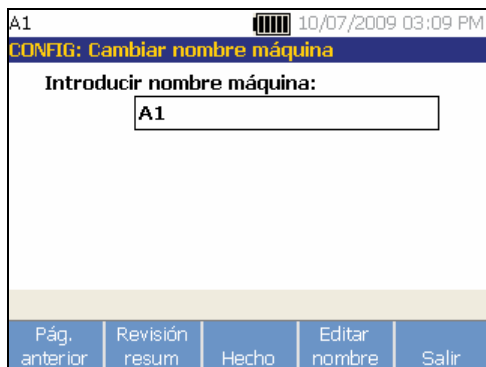 A1 10/07/2009 03:09 PM
CONFIG: Cambiar nombre máquina
Introducir nombre máquina:
A1
Pág. anterior
Revisión resum
Hecho
Editar nombre
Salir